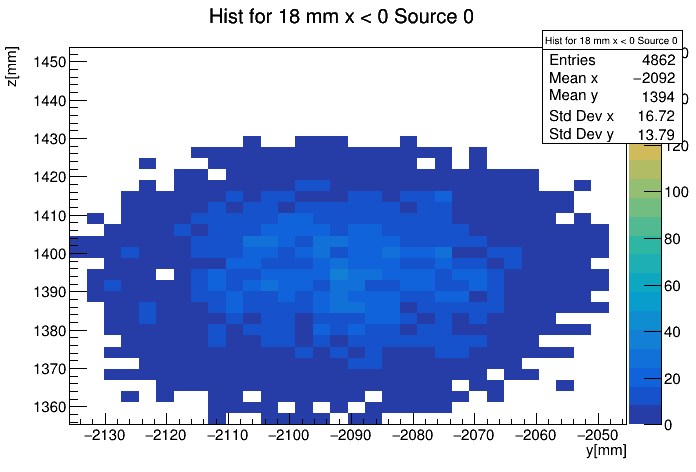 Hist for 18 mm x < 0 Source 0
Hist for 18 mm x < 0 Source 0
Entries 4862
Mean x −2092
Mean y 1394
Std Dev x 16.72
Std Dev y 13.79
z[mm]
1450
1440
1430
1420
1410
1400
1390
1380
1370
1360
−2130 −2120 −2110 −2100 −2090 −2080 −2070 −2060 −2050
y[mm]
120
100
80
60
40
20
0